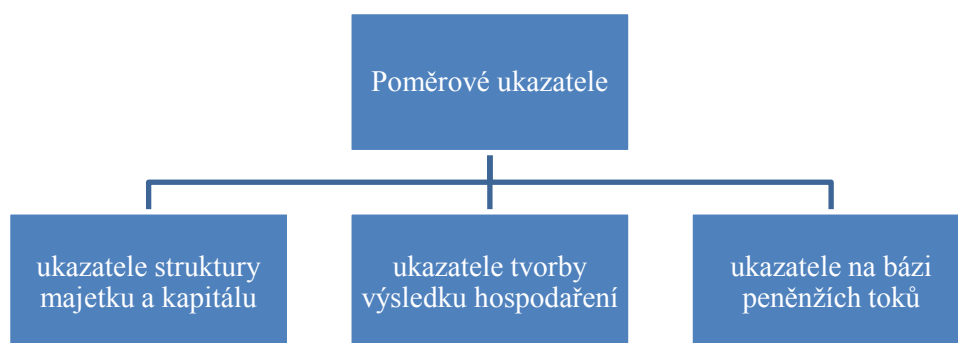 Poměrové ukazatele
ukazatele struktury
majetku a kapitálu
ukazatele tvorby
výsledku hospodaření
ukazatele na bázi
peněnžích toků